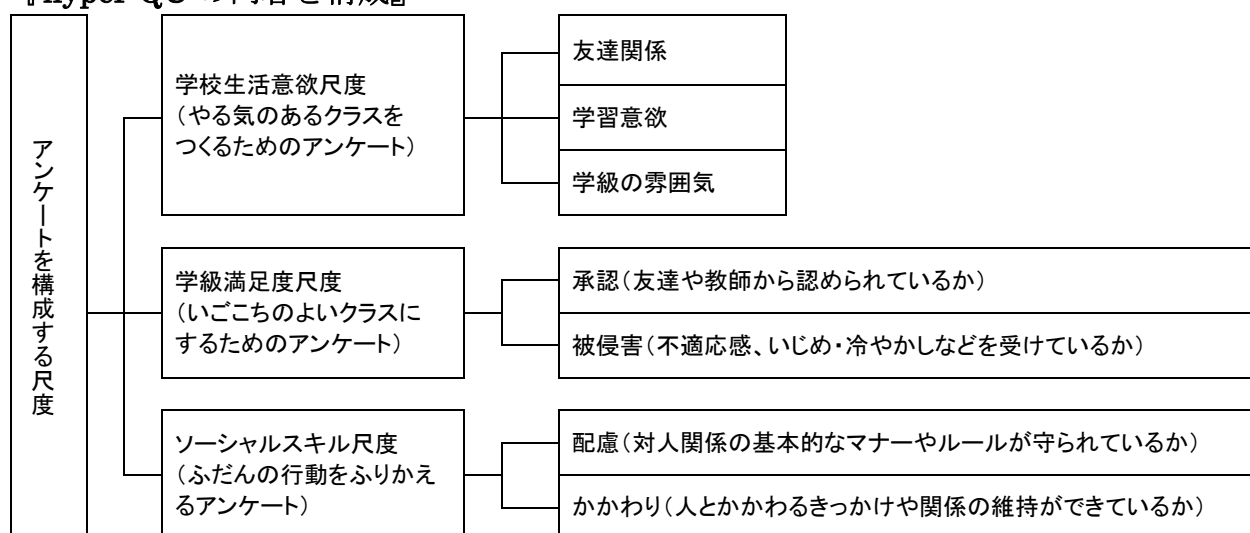 アンケートを構成する尺度
学校生活意欲尺度
（やる気のあるクラスを
つくるためのアンケート）
友達関係
学習意欲
学級の雰囲気
学級満足度尺度
（いごこちのよいクラスに
するためのアンケート）
承認（友達や教師から認められているか）
被侵害（不適応感、いじめ・冷やかしなどを受けているか）
ソーシャルスキル尺度
（ふだんの行動をふりかえ
るアンケート）
配慮（対人関係の基本的なマナーやルールが守られているか）
かかわり（人とかかわるきっかけや関係の維持ができているか）